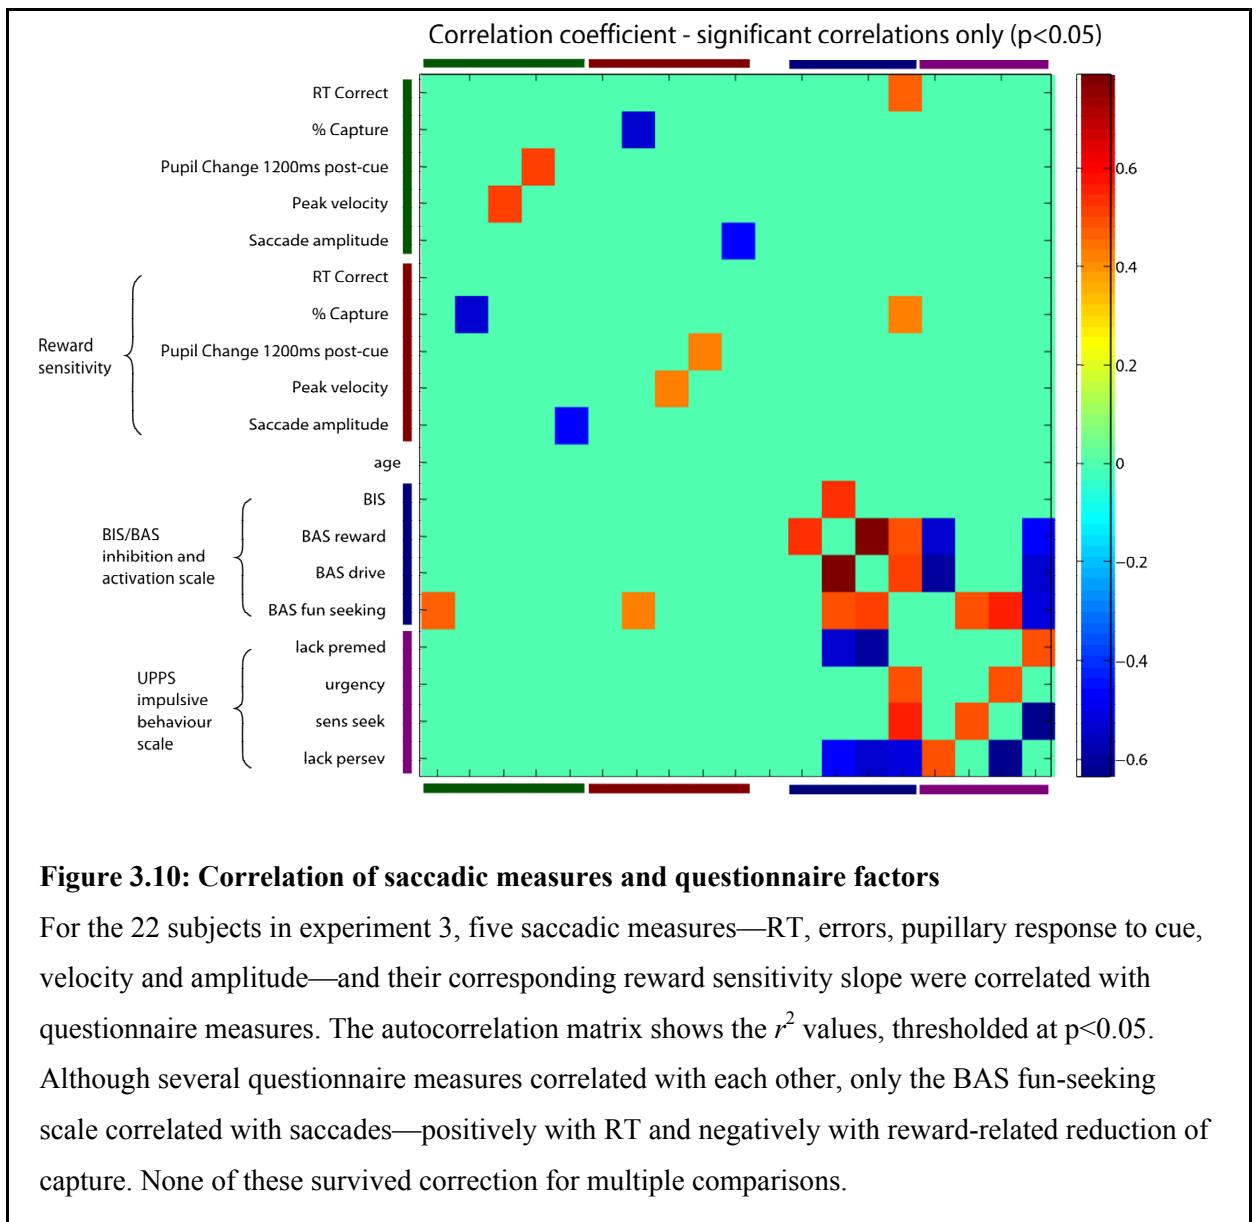 Correlation coefficient - significant correlations only (p<0.05)
RT Correct
% Capture
Pupil Change 1200ms post-cue
Peak velocity
Saccade amplitude
Reward
sensitivity
RT Correct
% Capture
Pupil Change 1200ms post-cue
Peak velocity
Saccade amplitude
age
BIS/BAS
inhibition and
activation scale
BIS
BAS reward
BAS drive
BAS fun seeking
UPPS
impulsive
behaviour
scale
lack premed
urgency
sens seek
lack persev
0.6
0.4
0.2
0
−0.2
−0.4
−0.6
Figure 3.10: Correlation of saccadic measures and questionnaire factors
For the 22 subjects in experiment 3, five saccadic measures—RT, errors, pupillary response to cue,
velocity and amplitude—and their corresponding reward sensitivity slope were correlated with
questionnaire measures. The autocorrelation matrix shows the r² values, thresholded at p<0.05.
Although several questionnaire measures correlated with each other, only the BAS fun-seeking
scale correlated with saccades—positively with RT and negatively with reward-related reduction of
capture. None of these survived correction for multiple comparisons.